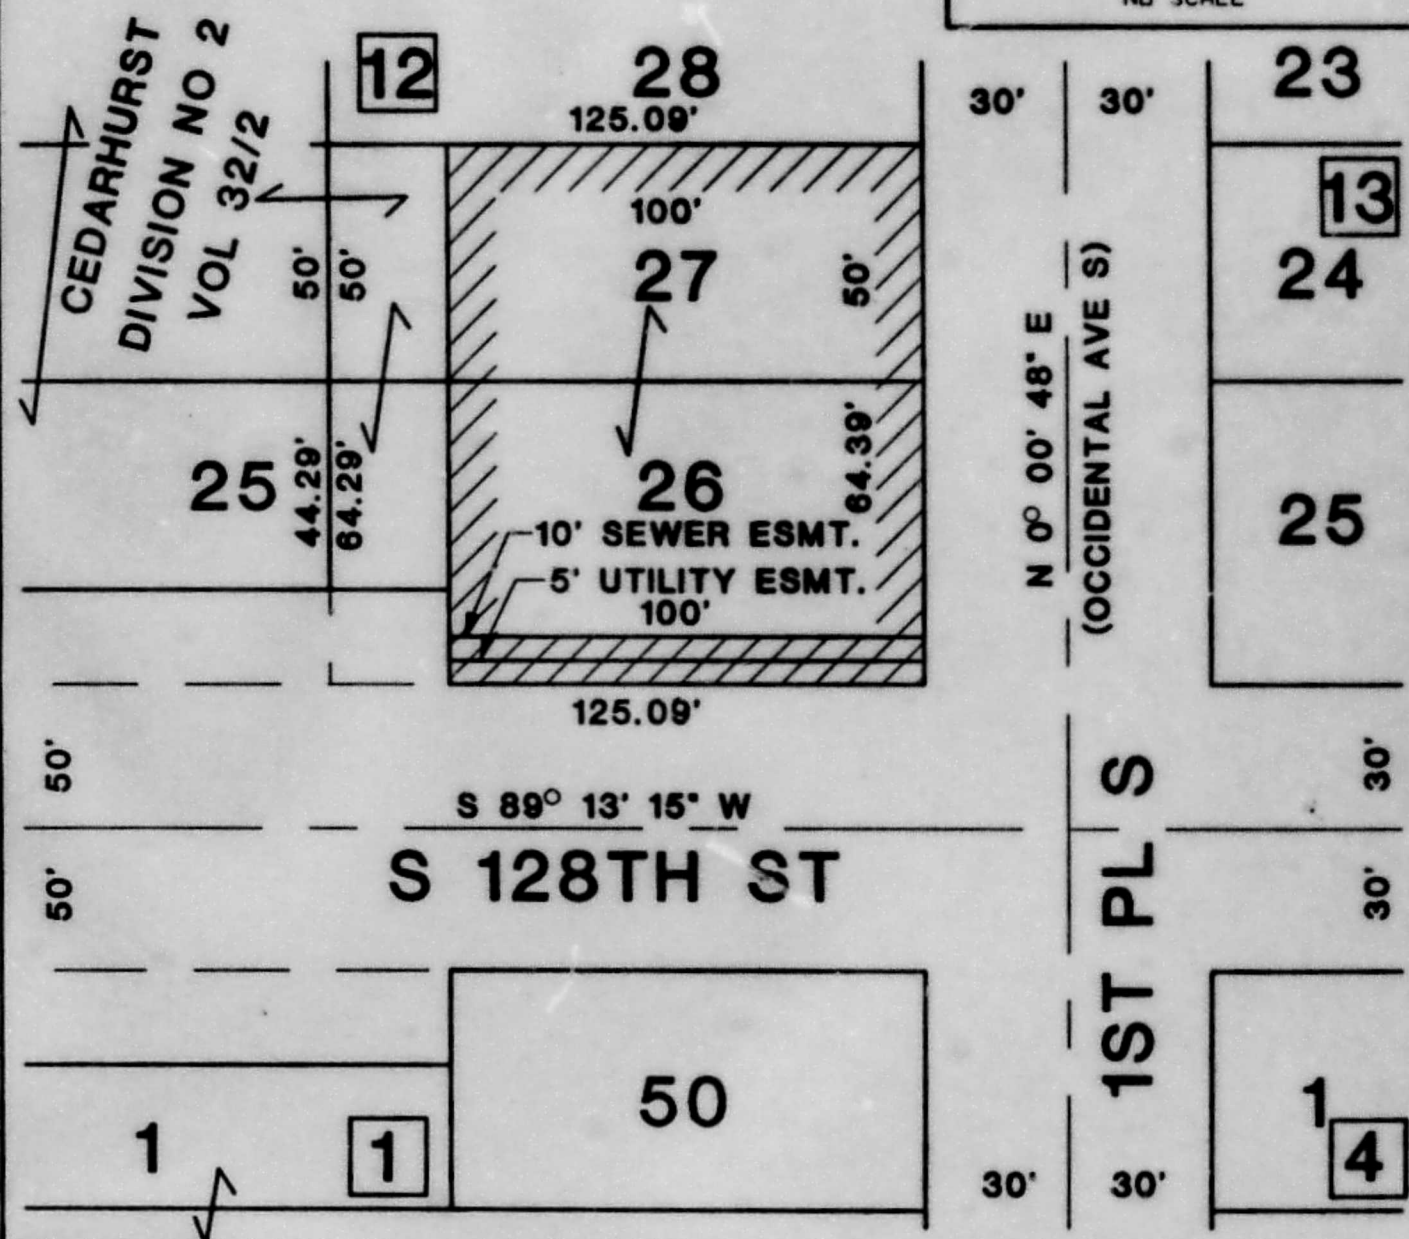 NO SCALE
CEDARHURST
DIVISION NO 2
VOL 32/2
12
28
125.09'
30'
30'
23
13
100'
50'
50'
27
50'
24
N 0° 00' 48" E
(OCCIDENTAL AVE S)
25
44.29'
64.29'
26
64.39'
10' SEWER ESMT.
5' UTILITY ESMT.
100'
25
125.09'
50'
S 89° 13' 15" W
30'
S 128TH ST
50'
1ST PL S
30'
50
1
1
30'
30'
1
4